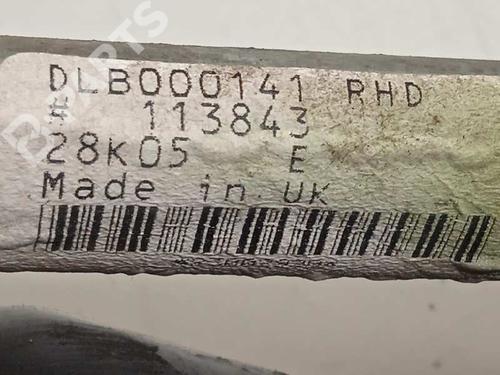 DLB000141 RHD
# 113843
28K05 E
Made in UK